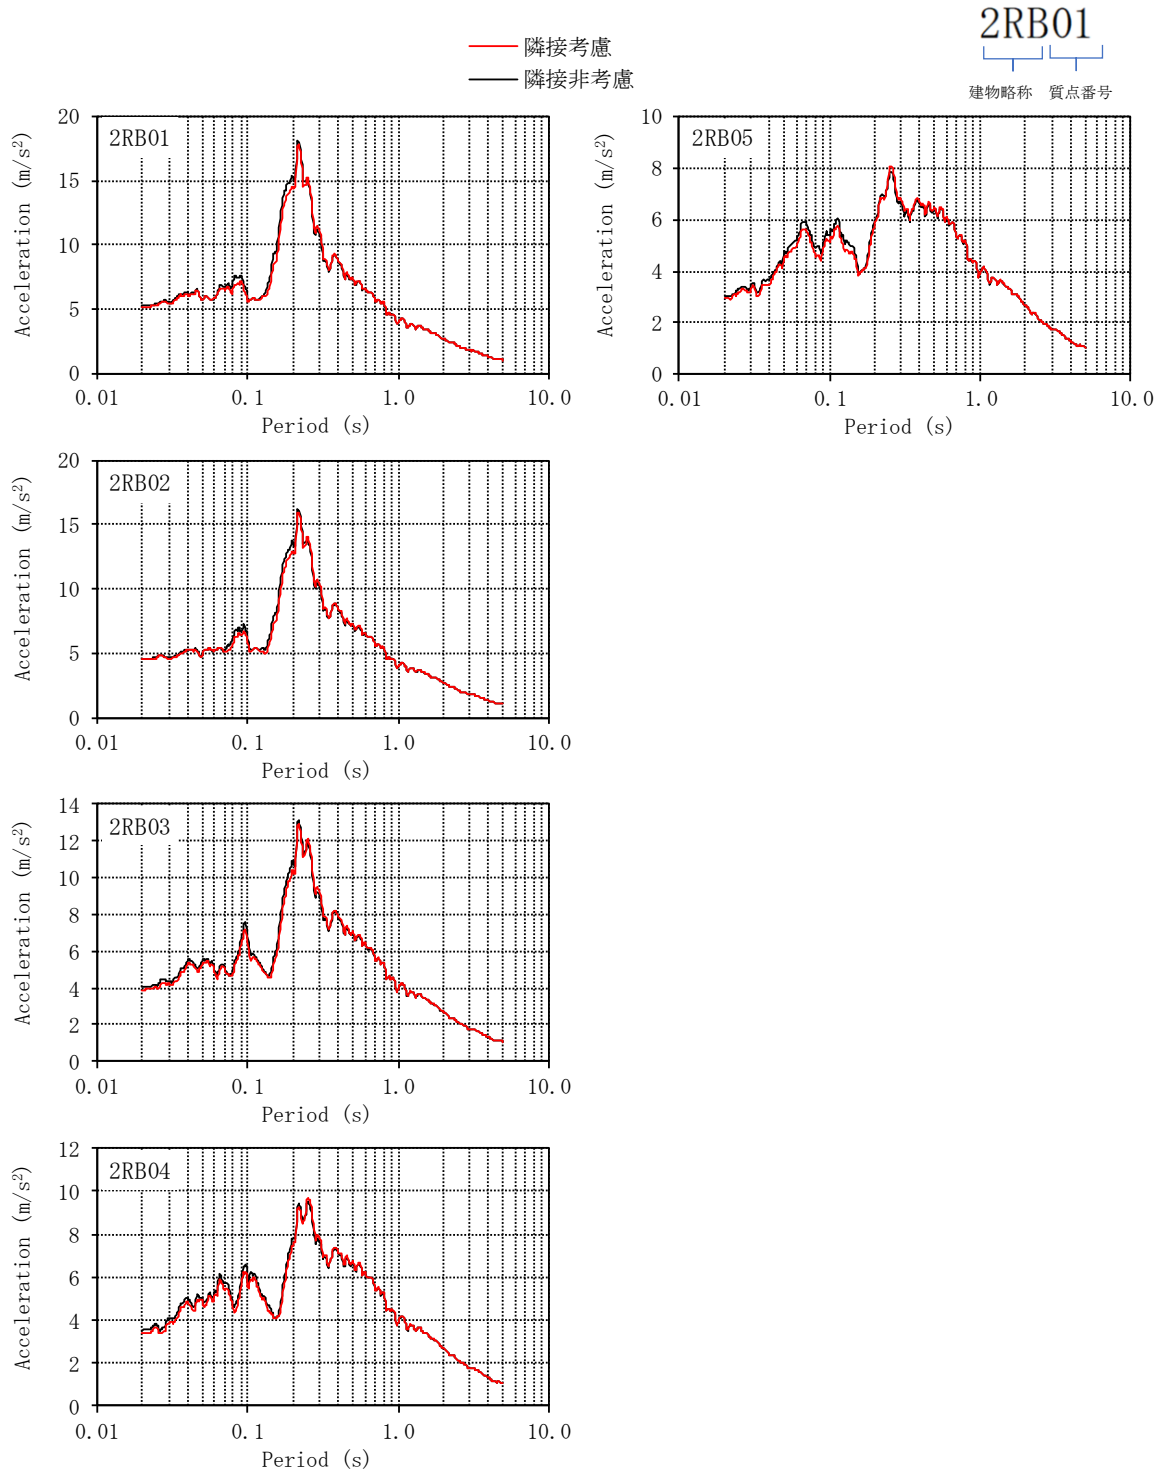 2RB01
建物略称 質点番号
隣接考慮
隣接非考慮
2RB01
Acceleration (m/s²)
20
15
10
5
0
0.01 0.1 1.0 10.0
Period (s)
2RB05
Acceleration (m/s²)
10
8
6
4
2
0
0.01 0.1 1.0 10.0
Period (s)
2RB02
Acceleration (m/s²)
20
15
10
5
0
0.01 0.1 1.0 10.0
Period (s)
2RB03
Acceleration (m/s²)
14
12
10
8
6
4
2
0
0.01 0.1 1.0 10.0
Period (s)
2RB04
Acceleration (m/s²)
12
10
8
6
4
2
0
0.01 0.1 1.0 10.0
Period (s)